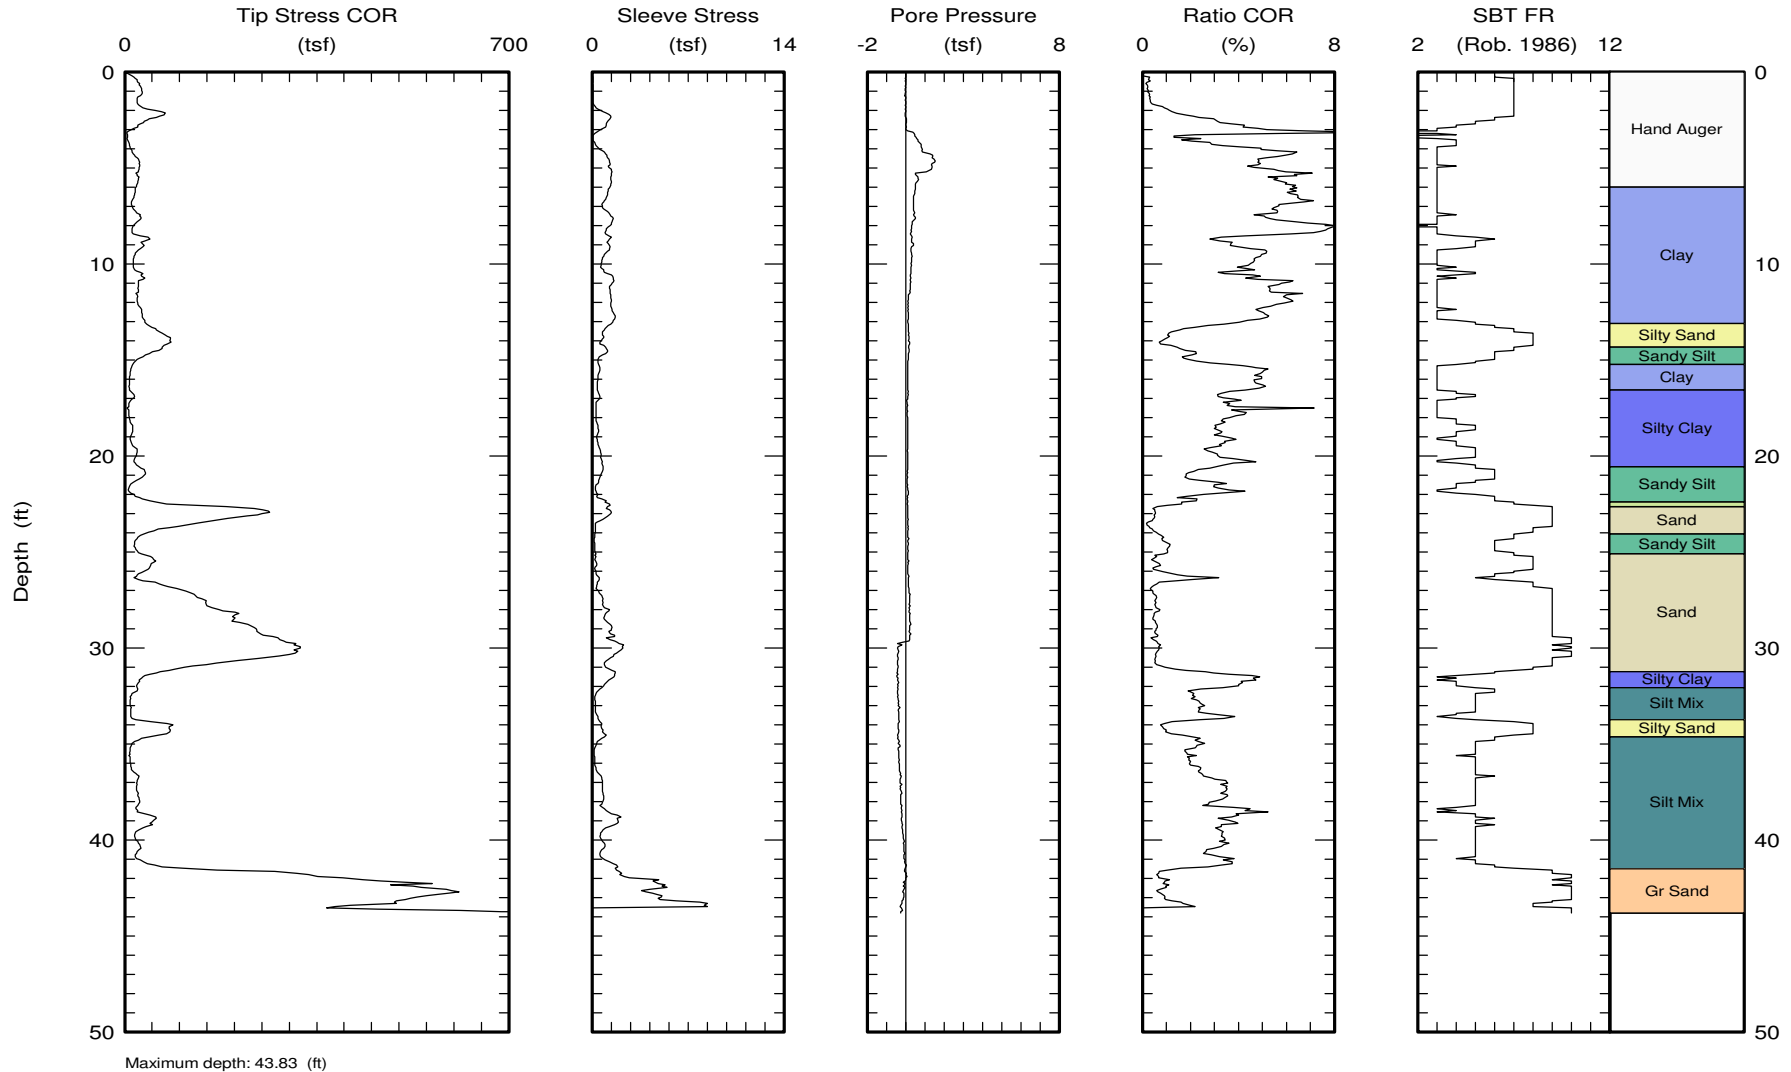 Tip Stress COR Sleeve Stress Pore Pressure Ratio COR SBT FR
0 (tsf) 700 0 (tsf) 14 -2 (tsf) 8 0 (%) 8 2 (Rob. 1986) 12
0 0
Hand Auger
Clay
10 10
Silty Sand
Sandy Silt
Clay
Silty Clay
20 20
Sandy Silt
Sand
Sandy Silt
Depth (ft)
Sand
30 30
Silty Clay
Silt Mix
Silty Sand
Silt Mix
40 40
Gr Sand
50 50
Maximum depth: 43.83 (ft)